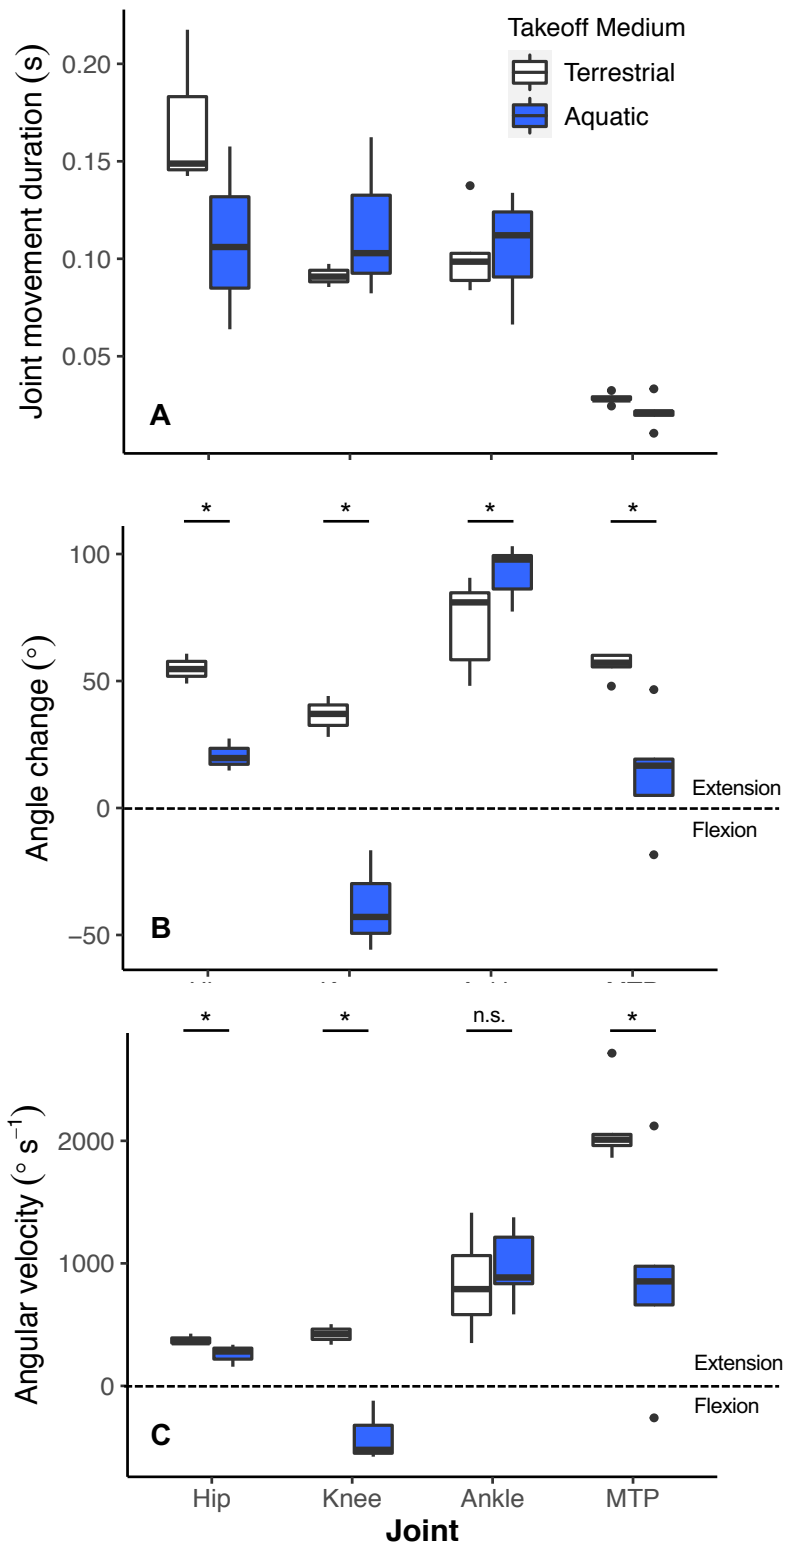 Takeoff Medium
Terrestrial
Aquatic
Joint movement duration (s)
0.20
0.15
0.10
0.05
A
* * * *
Angle change (°)
100
50
0
−50
Extension
Flexion
B
* * n.s. *
Angular velocity (° s⁻¹)
2000
1000
0
Extension
Flexion
C
Hip Knee Ankle MTP
Joint